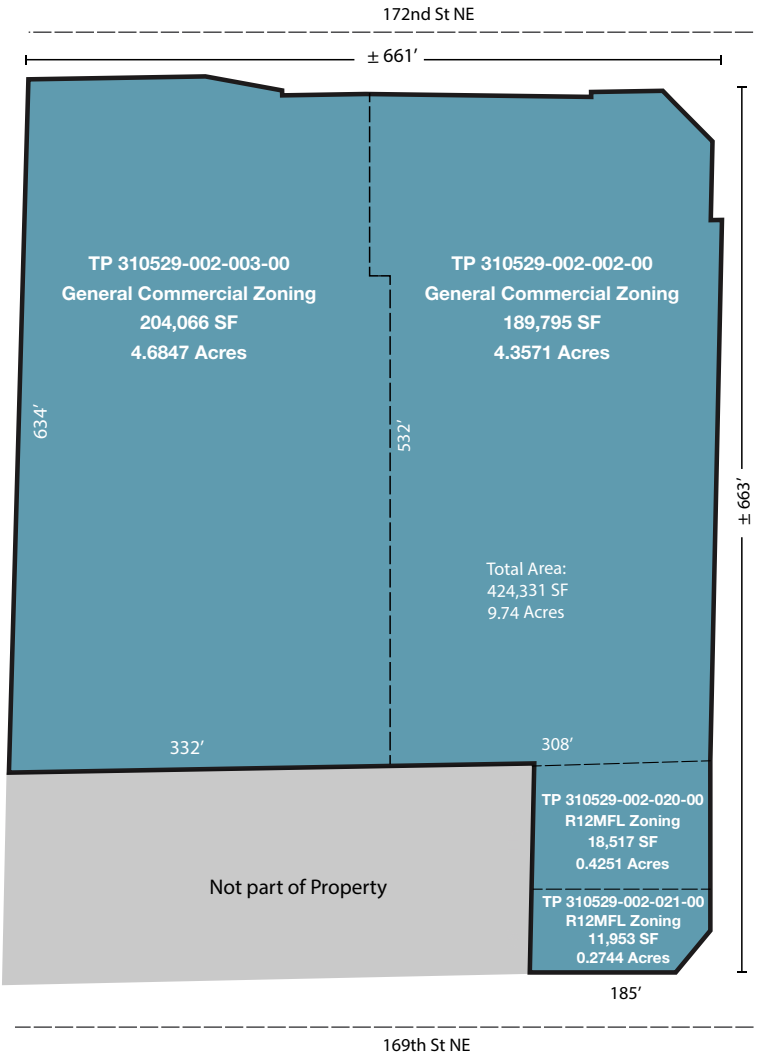 172nd St NE
± 661’
TP 310529-002-003-00
General Commercial Zoning
204,066 SF
4.6847 Acres
TP 310529-002-002-00
General Commercial Zoning
189,795 SF
4.3571 Acres
634’
532’
± 663’
Total Area:
424,331 SF
9.74 Acres
332’
308’
TP 310529-002-020-00
R12MFL Zoning
18,517 SF
0.4251 Acres
Not part of Property
TP 310529-002-021-00
R12MFL Zoning
11,953 SF
0.2744 Acres
185’
169th St NE